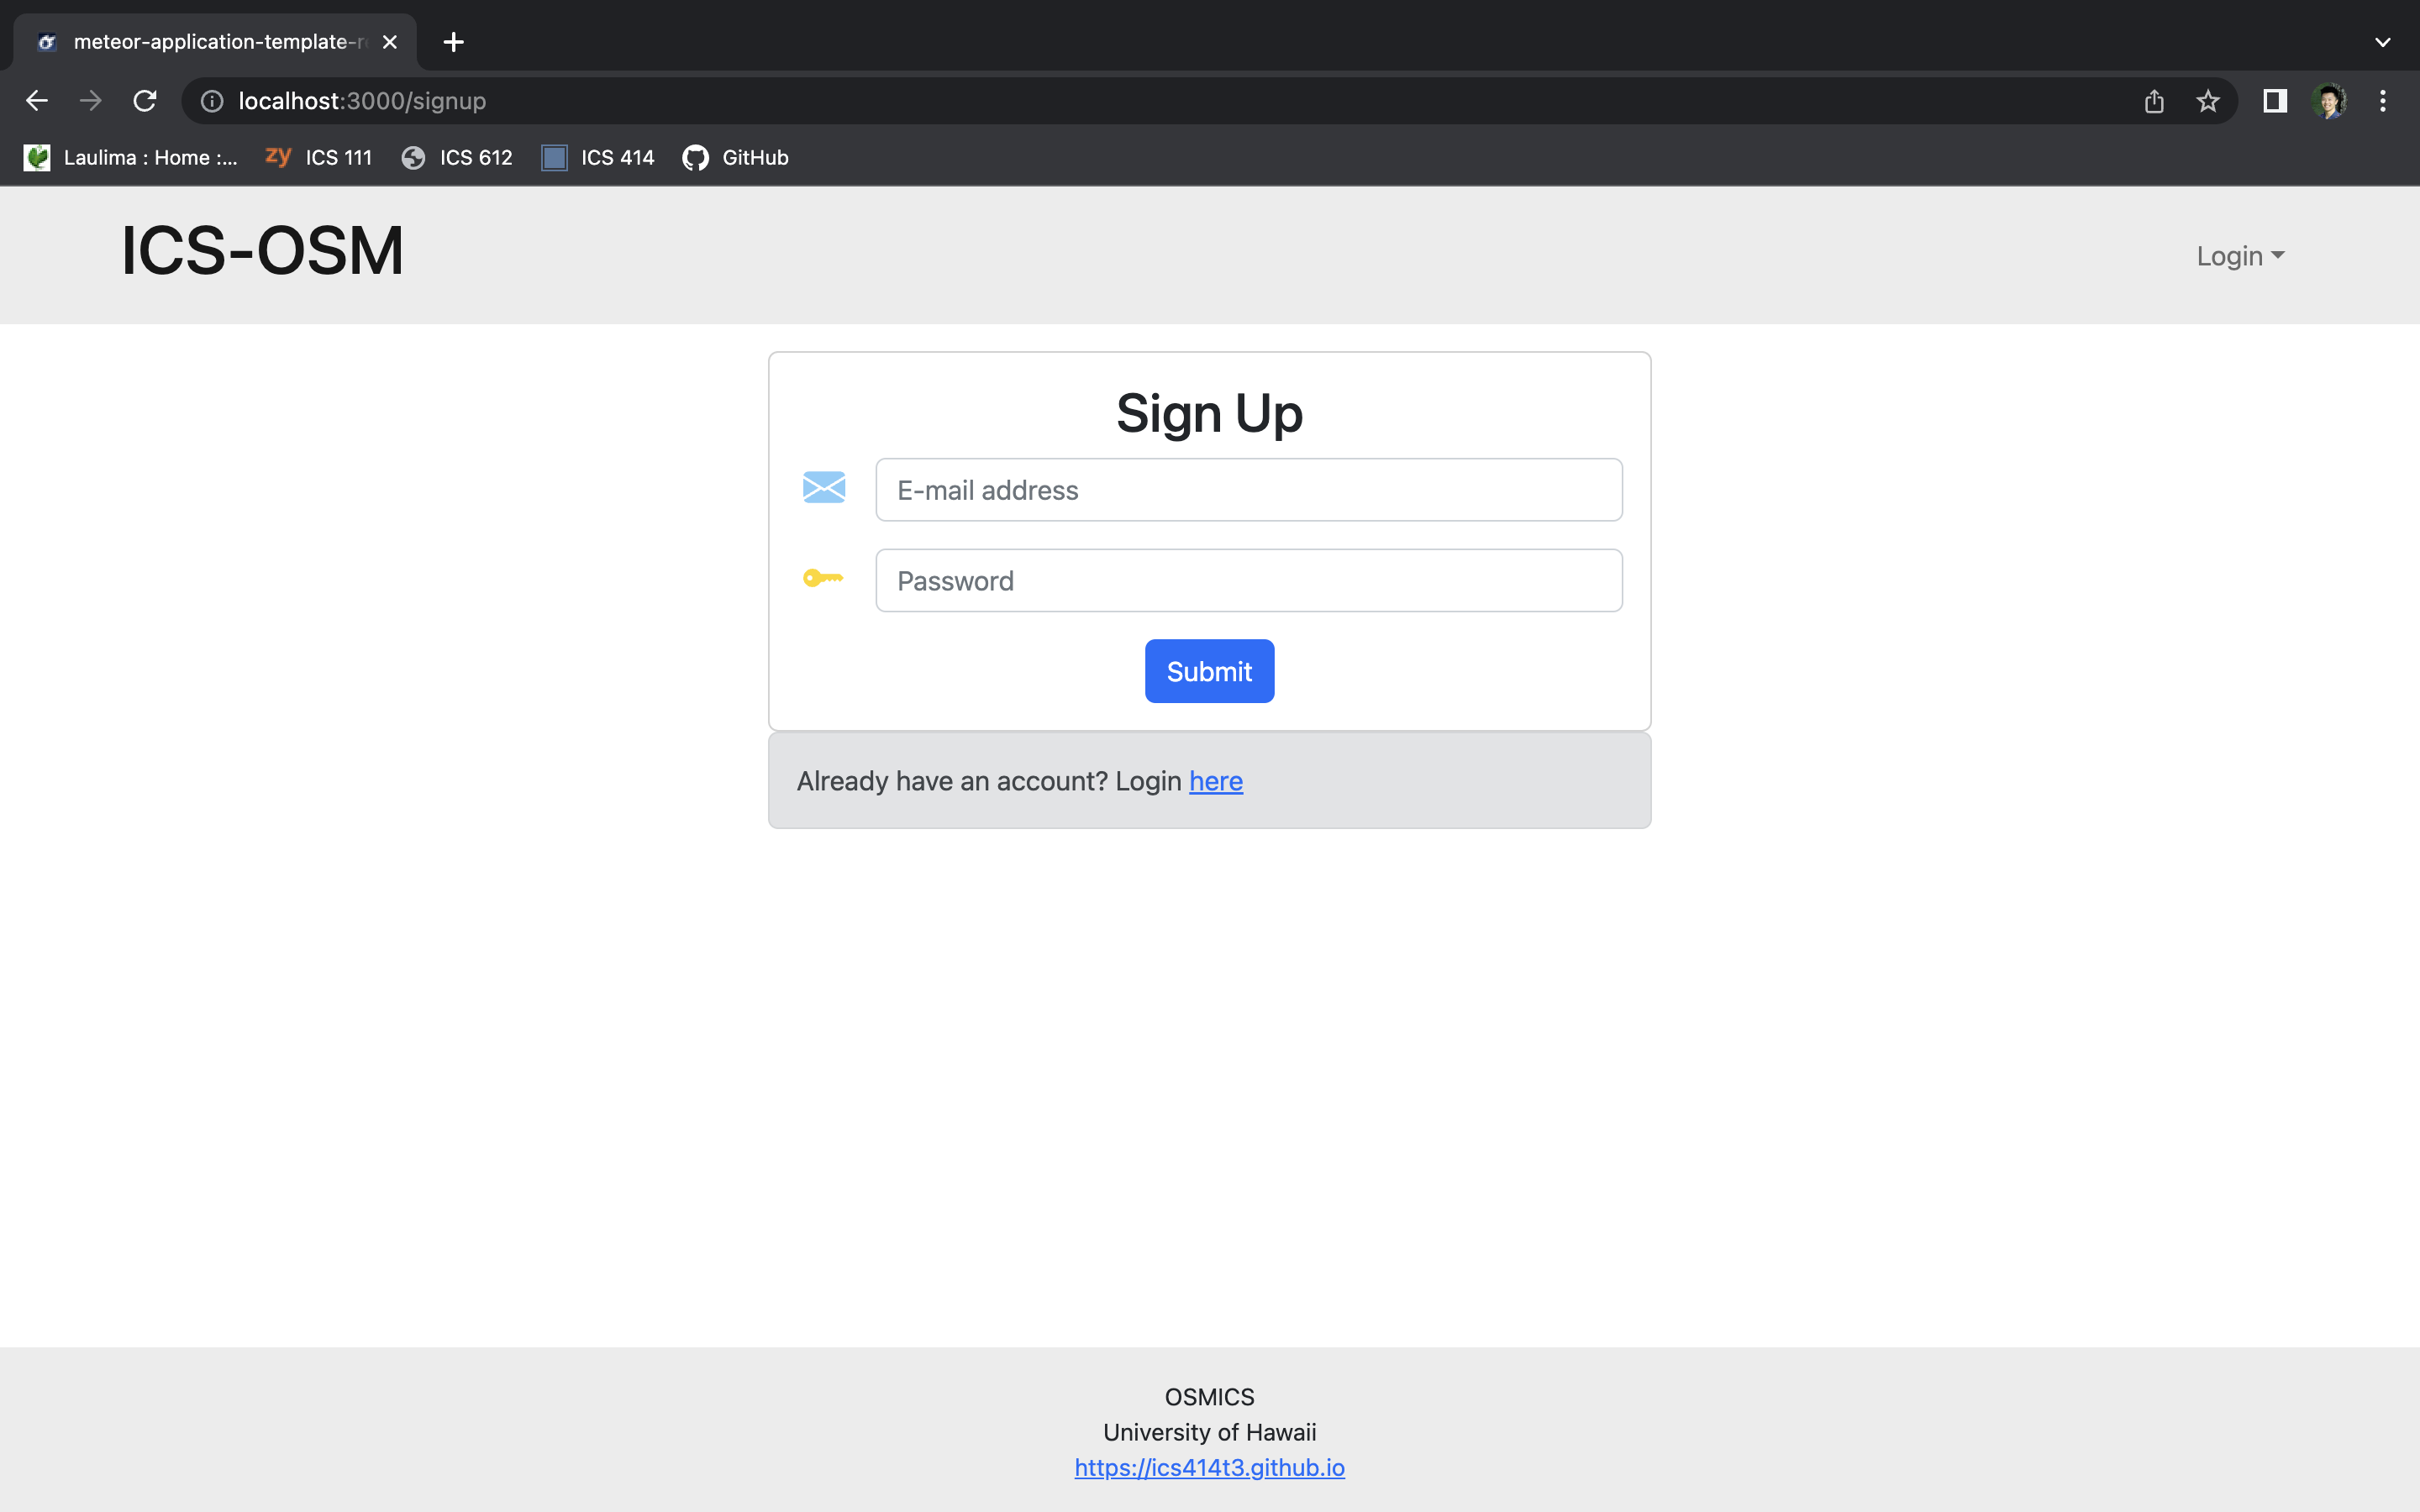 meteor-application-template-r
localhost:3000/signup
Laulima : Home :...
zy ICS 111
ICS 612
ICS 414
GitHub
ICS-OSM
Login
Sign Up
E-mail address
Password
Submit
Already have an account? Login here
OSMICS
University of Hawaii
https://ics414t3.github.io